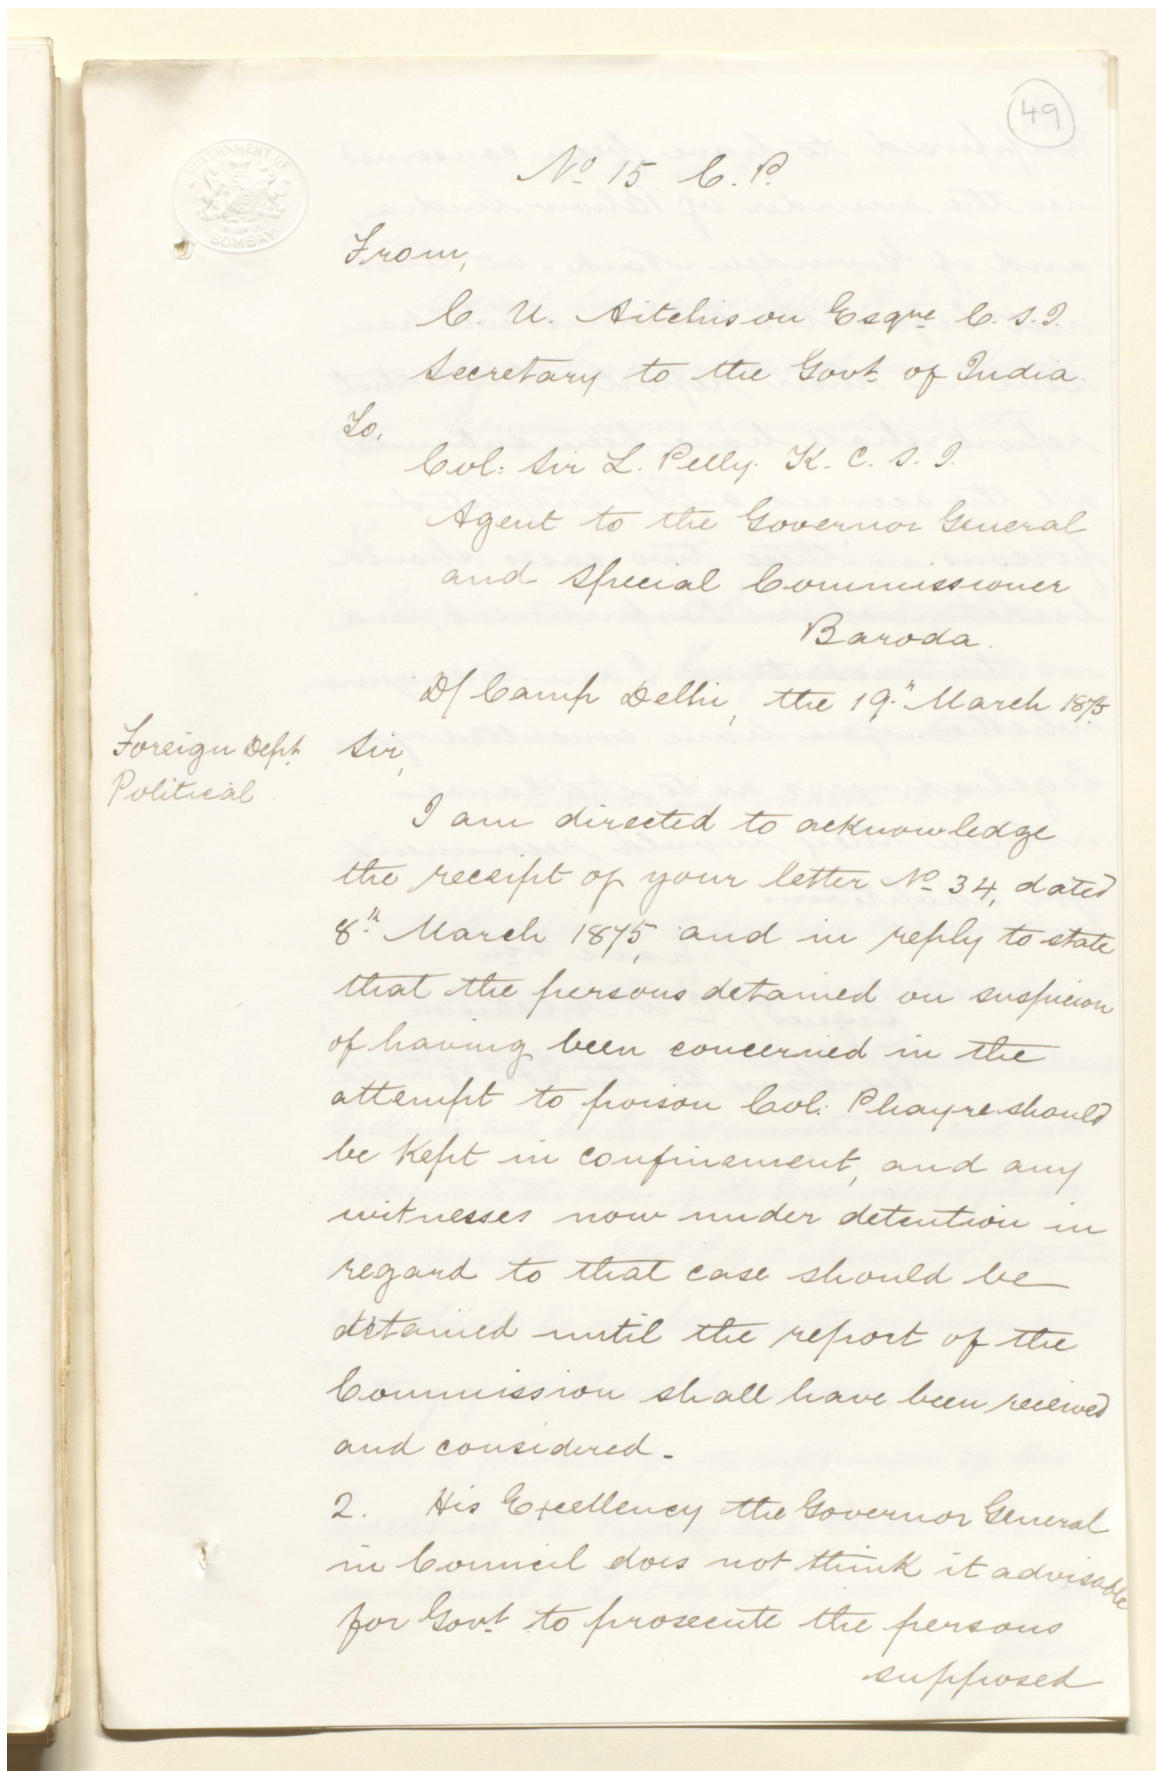 49
GOVERNMENT OF
BOMBAY
No 15 C. P.
From,
C. U. Aitchison Esqre C. S. I.
Secretary to the Govt of India.
To,
Col: Sir L. Pelly. K. C. S. I.
Agent to the Governor General
and Special Commissioner
Baroda.
D/ Camp Delhi, the 19th March 1875
Foreign Dept.
Political
Sir,
I am directed to acknowledge
the receipt of your letter No 34, dated
8th March 1875, and in reply to state
that the persons detained on suspicion
of having been concerned in the
attempt to poison Col: Phayre should
be kept in confinement, and any
witnesses now under detention in
regard to that case should be
detained until the report of the
Commission shall have been received
and considered.
2. His Excellency the Governor General
in Council does not think it advisable
for Govt to prosecute the persons
supposed